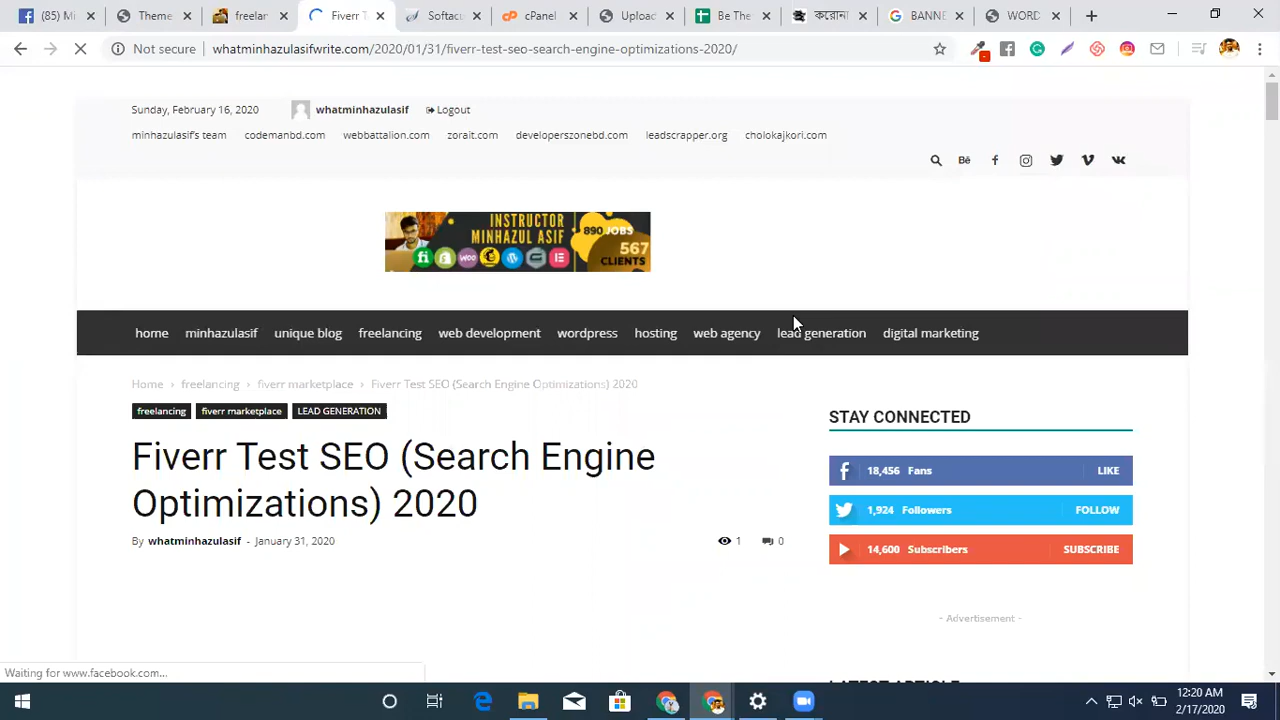 (85) Mi
Theme
freelan
Fiverr T
Softacu
cPanel
Upload
Be The
করোনা
BANNE
WORD
Not secure
whatminhazulasifwrite.com/2020/01/31/fiverr-test-seo-search-engine-optimizations-2020/
Sunday, February 16, 2020 whatminhazulasif Logout
minhazulasif's team codemanbd.com webbattalion.com zorait.com developerszonebd.com leadscrapper.org cholokajkori.com
INSTRUCTOR
MINHAZUL ASIF
890 JOBS
567
CLIENTS
home minhazulasif unique blog freelancing web development wordpress hosting web agency lead generation digital marketing
Home › freelancing › fiverr marketplace › Fiverr Test SEO (Search Engine Optimizations) 2020
freelancing fiverr marketplace LEAD GENERATION
Fiverr Test SEO (Search Engine
Optimizations) 2020
By whatminhazulasif - January 31, 2020 1 0
STAY CONNECTED
18,456 Fans LIKE
1,924 Followers FOLLOW
14,600 Subscribers SUBSCRIBE
- Advertisement -
LATEST ARTICLE
Waiting for www.facebook.com...
12:20 AM
2/17/2020